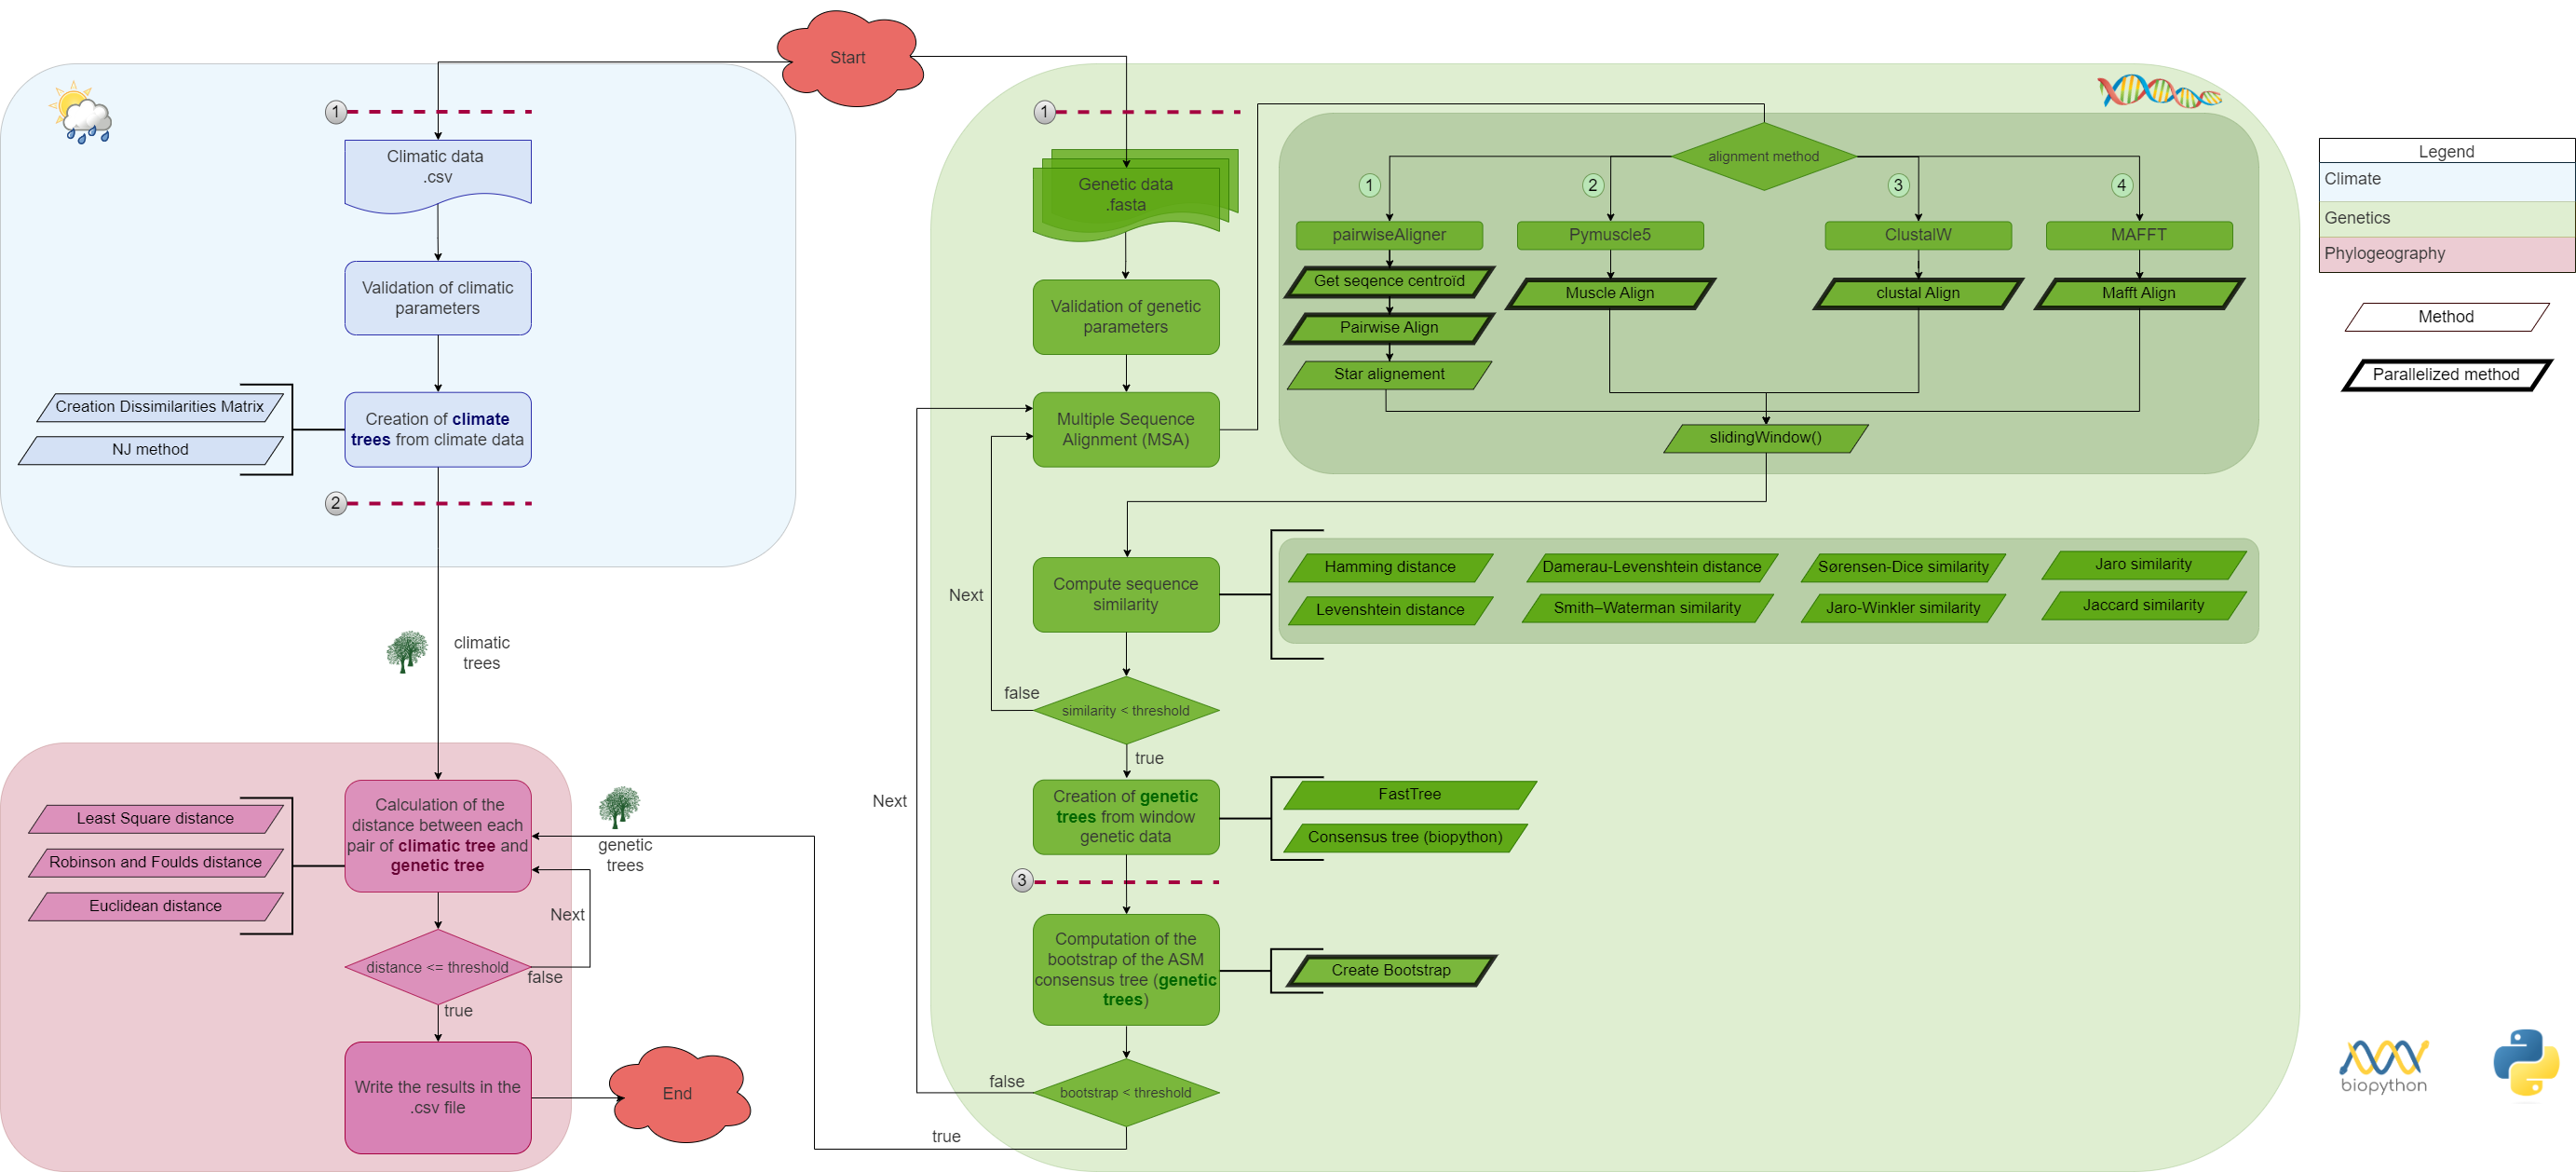 Start
1
Climatic data
.csv
Validation of climatic
parameters
Creation Dissimilarities Matrix
NJ method
Creation of climate
trees from climate data
2
climatic
trees
Least Square distance
Robinson and Foulds distance
Euclidean distance
Calculation of the
distance between each
pair of climatic tree and
genetic tree
genetic
trees
Next
distance <= threshold
false
true
Write the results in the
.csv file
End
1
Genetic data
.fasta
Validation of genetic
parameters
Multiple Sequence
Alignment (MSA)
alignment method
1
2
3
4
pairwiseAligner
Pymuscle5
ClustalW
MAFFT
Get seqence centroïd
Muscle Align
clustal Align
Mafft Align
Pairwise Align
Star alignement
slidingWindow()
Compute sequence
similarity
Hamming distance
Damerau-Levenshtein distance
Sørensen-Dice similarity
Jaro similarity
Levenshtein distance
Smith–Waterman similarity
Jaro-Winkler similarity
Jaccard similarity
Next
false
similarity < threshold
true
Next
Creation of genetic
trees from window
genetic data
FastTree
Consensus tree (biopython)
3
Computation of the
bootstrap of the ASM
consensus tree (genetic
trees)
Create Bootstrap
false
bootstrap < threshold
true
Legend
Climate
Genetics
Phylogeography
Method
Parallelized method
biopython